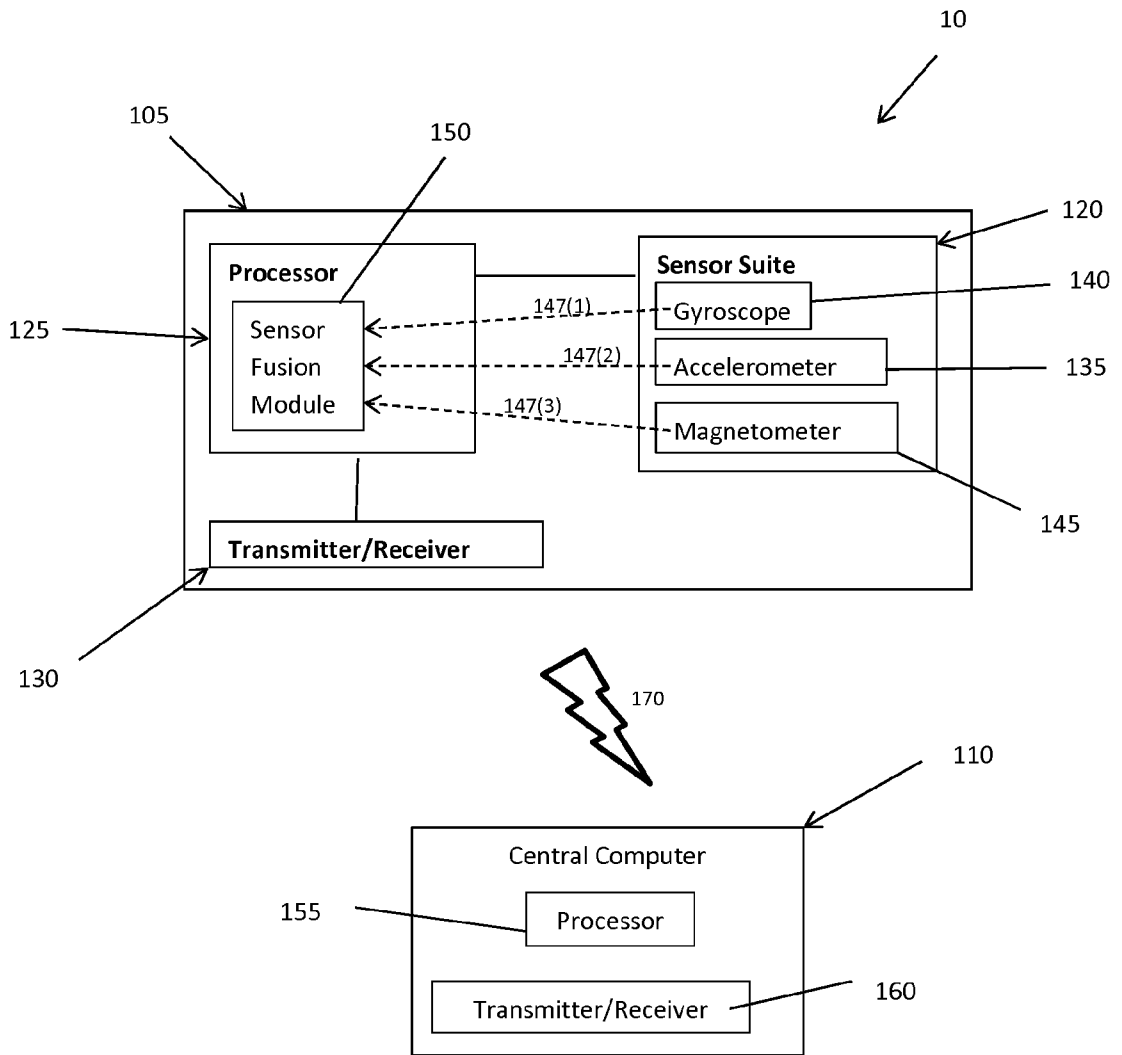 10
105
150
120
Processor
Sensor Suite
140
147(1)
Gyroscope
Sensor
125
147(2)
Fusion
Accelerometer
135
Module
147(3)
Magnetometer
145
Transmitter/Receiver
130
170
110
Central Computer
155
Processor
160
Transmitter/Receiver